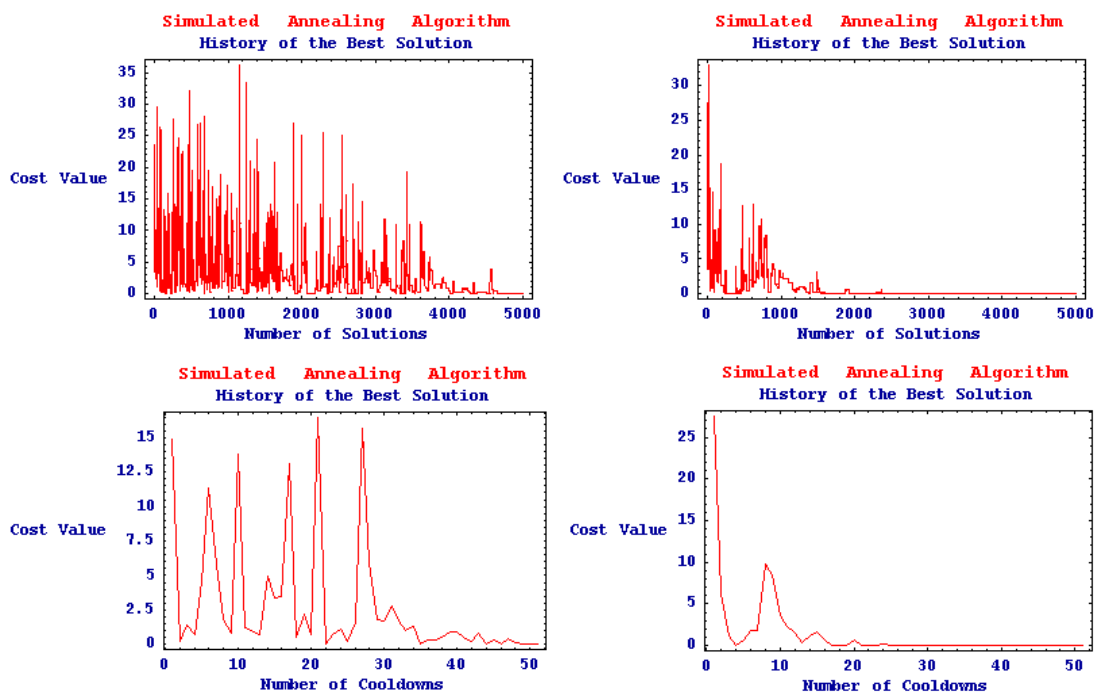 Simulated Annealing Algorithm
History of the Best Solution
35
30
25
20
15
10
5
0
Cost Value
0 1000 2000 3000 4000 5000
Number of Solutions
Simulated Annealing Algorithm
History of the Best Solution
30
25
20
15
10
5
0
Cost Value
0 1000 2000 3000 4000 5000
Number of Solutions
Simulated Annealing Algorithm
History of the Best Solution
15
12.5
10
7.5
5
2.5
0
Cost Value
0 10 20 30 40 50
Number of Cooldowns
Simulated Annealing Algorithm
History of the Best Solution
25
20
15
10
5
0
Cost Value
0 10 20 30 40 50
Number of Cooldowns